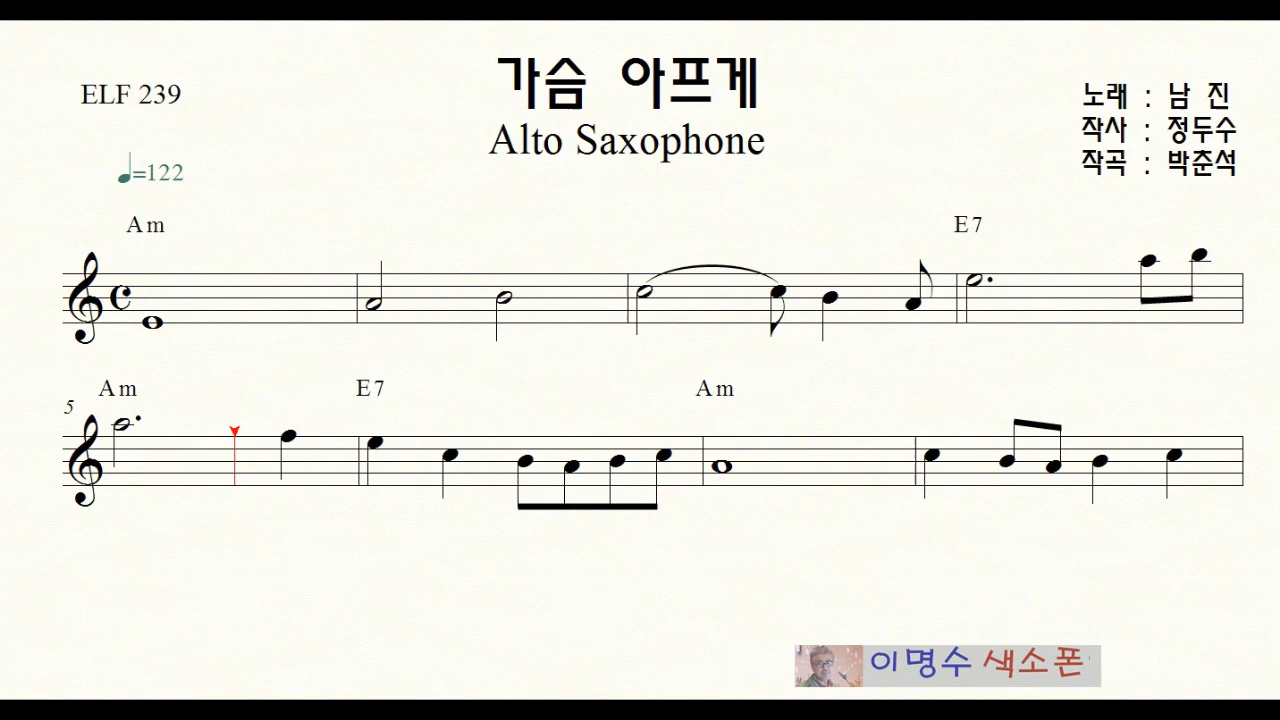 가슴 아프게
ELF 239
Alto Saxophone
노래 : 남 진
작사 : 정두수
작곡 : 박춘석
=122
Am
E7
5
Am
E7
Am
이명수 색소폰